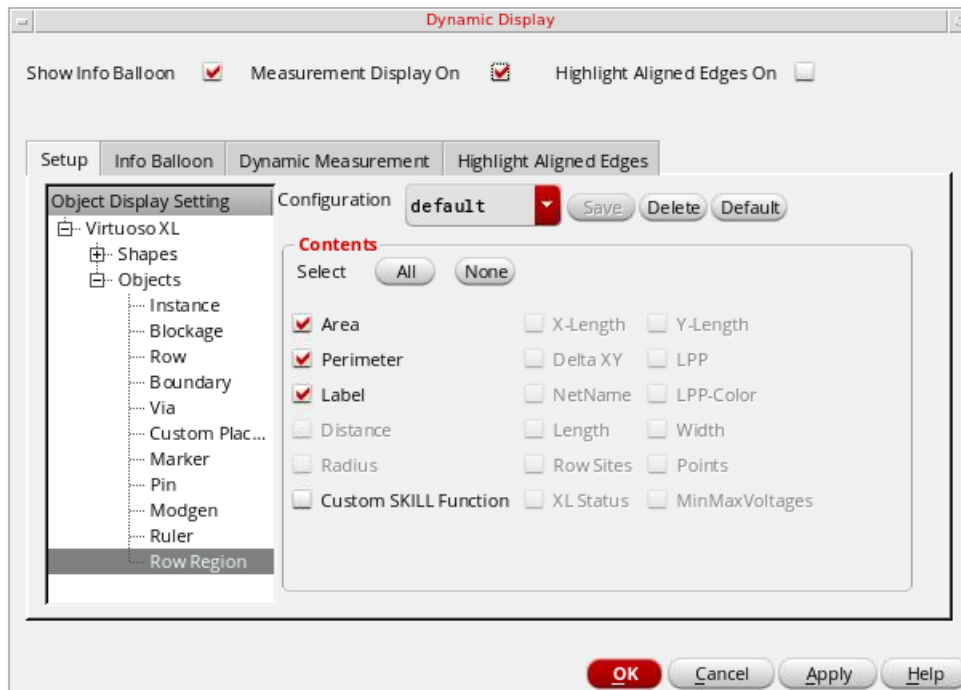 Dynamic Display
Show Info Balloon Measurement Display On Highlight Aligned Edges On
Setup Info Balloon Dynamic Measurement Highlight Aligned Edges
Object Display Setting
Virtuoso XL
Shapes
Objects
Instance
Blockage
Row
Boundary
Via
Custom Plac...
Marker
Pin
Modgen
Ruler
Row Region
Configuration default Save Delete Default
Contents
Select All None
Area X-Length Y-Length
Perimeter Delta XY LPP
Label NetName LPP-Color
Distance Length Width
Radius Row Sites Points
Custom SKILL Function XL Status MinMaxVoltages
OK Cancel Apply Help